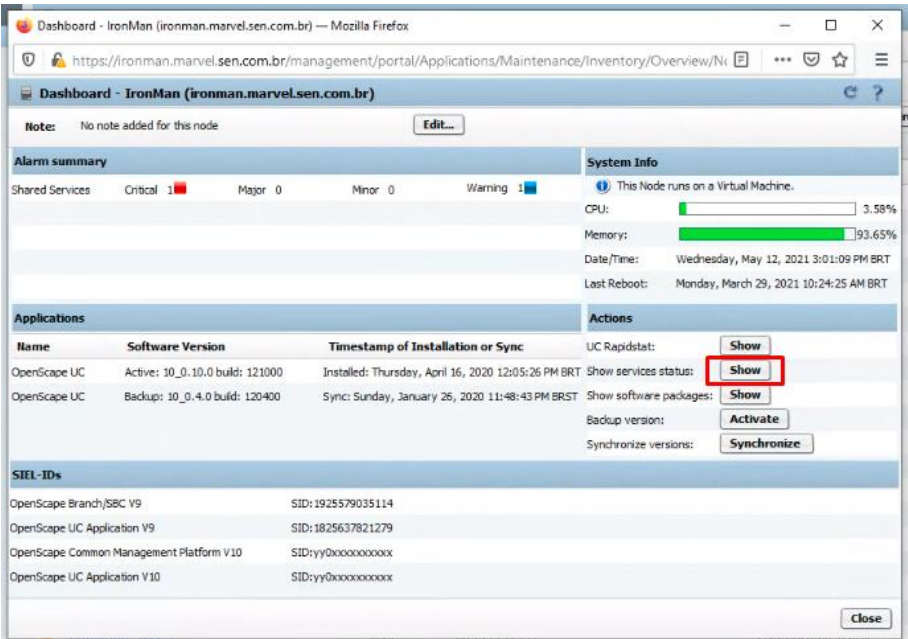 Dashboard - IronMan (ironman.marvel.sen.com.br) — Mozilla Firefox
https://ironman.marvel.sen.com.br/management/portal/Applications/Maintenance/Inventory/Overview/No
Dashboard - IronMan (ironman.marvel.sen.com.br)
Note: No note added for this node Edit...
Alarm summary
Shared Services Critical 1 Major 0 Minor 0 Warning 1
System Info
This Node runs on a Virtual Machine.
CPU: 3.58%
Memory: 93.65%
Date/Time: Wednesday, May 12, 2021 3:01:09 PM BRT
Last Reboot: Monday, March 29, 2021 10:24:25 AM BRT
Applications
Name Software Version Timestamp of Installation or Sync
OpenScape UC Active: 10_0.10.0 build: 121000 Installed: Thursday, April 16, 2020 12:05:26 PM BRT
OpenScape UC Backup: 10_0.4.0 build: 120400 Sync: Sunday, January 26, 2020 11:48:43 PM BRST
Actions
UC Rapidstat: Show
Show services status: Show
Show software packages: Show
Backup version: Activate
Synchronize versions: Synchronize
SIEL-IDs
OpenScape Branch/SBC V9 SID:1925579035114
OpenScape UC Application V9 SID:1825637821279
OpenScape Common Management Platform V10 SID:yy0xxxxxxxxxx
OpenScape UC Application V10 SID:yy0xxxxxxxxxx
Close